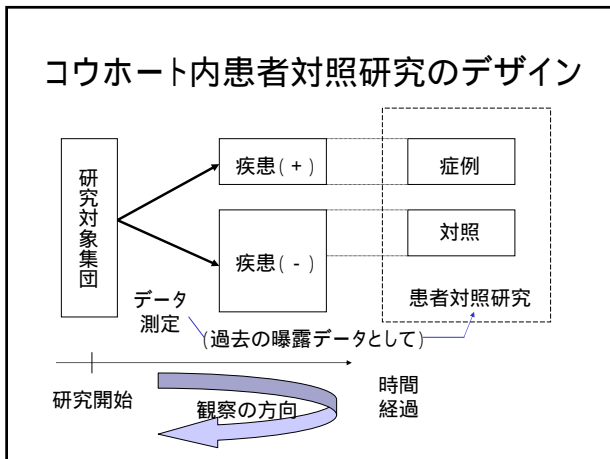 コウホート内患者対照研究のデザイン
研究対象集団
疾患(+)
症例
疾患(-)
対照
データ
測定
患者対照研究
(過去の曝露データとして)
研究開始
観察の方向
時間
経過